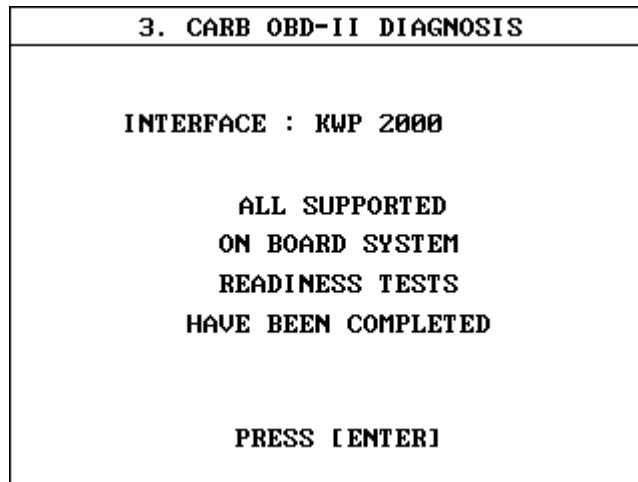 3. CARB OBD-II DIAGNOSIS
INTERFACE : KWP 2000
ALL SUPPORTED
ON BOARD SYSTEM
READINESS TESTS
HAVE BEEN COMPLETED
PRESS [ENTER]